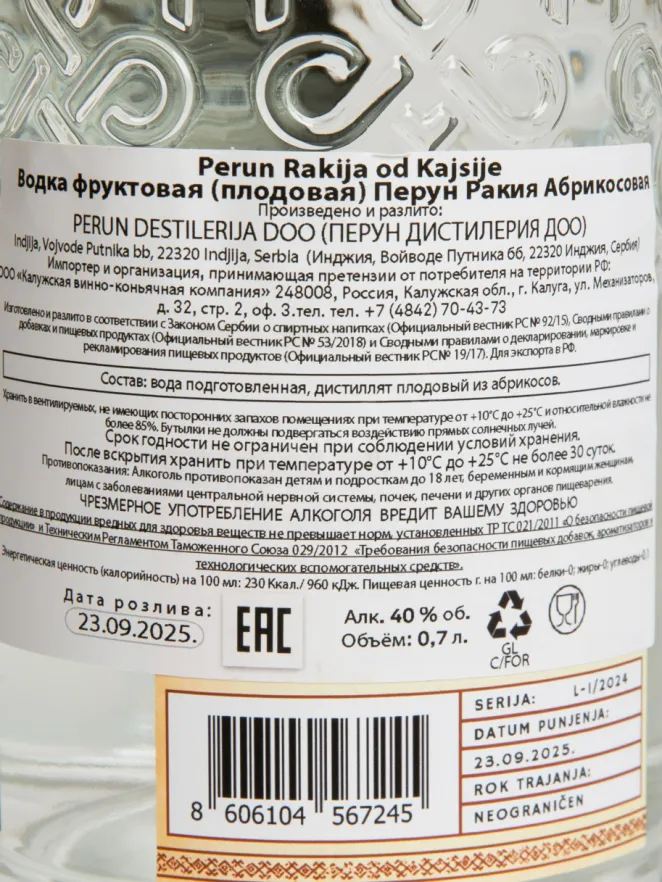 Perun Rakija od Kajsije
Водка фруктовая (плодовая) Перун Ракия Абрикосовая
Произведено и разлито:
PERUN DESTILERIJA DOO (ПЕРУН ДИСТИЛЕРИЯ ДОО)
Indjija, Vojvode Putnika bb, 22320 Indjija, Serbia (Инджия, Войводе Путника 6б, 22320 Инджия, Сербия)
Импортер и организация, принимающая претензии от потребителя на территории РФ:
ООО «Калужская винно-коньячная компания» 248008, Россия, Калужская обл., г. Калуга, ул. Механизаторов,
д. 32, стр. 2, оф. 3.тел. тел. +7 (4842) 70-43-73
Изготовлено и разлито в соответствии с Законом Сербии о спиртных напитках (Официальный вестник РС № 92/15), Сводными правилами о
добавках и пищевых продуктах (Официальный вестник РС № 53/2018) и Сводными правилами о декларировании, маркировке и
рекламирования пищевых продуктов (Официальный вестник РС № 19/17). Для экспорта в РФ.
Состав: вода подготовленная, дистиллят плодовый из абрикосов.
Хранить в вентилируемых, не имеющих посторонних запахов помещениях при температуре от +10°С до +25°С и относительной влажности не
более 85%. Бутылки не должны подвергаться воздействию прямых солнечных лучей.
Срок годности не ограничен при соблюдении условий хранения.
После вскрытия хранить при температуре от +10°С до +25°С не более 30 суток.
Противопоказания: Алкоголь противопоказан детям и подросткам до 18 лет, беременным и кормящим женщинам,
лицам с заболеваниями центральной нервной системы, почек, печени и других органов пищеварения.
ЧРЕЗМЕРНОЕ УПОТРЕБЛЕНИЕ АЛКОГОЛЯ ВРЕДИТ ВАШЕМУ ЗДОРОВЬЮ
Содержание в продукции вредных для здоровья веществ не превышает норм, установленных ТР ТС 021/2011 «О безопасности пищевой
продукции» и Техническим Регламентом Таможенного Союза 029/2012 «Требования безопасности пищевых добавок, ароматизаторов и
технологических вспомогательных средств».
Энергетическая ценность (калорийность) на 100 мл: 230 Ккал./ 960 кДж. Пищевая ценность г. на 100 мл: белки-0; жиры-0; углеводы-0,1
Дата розлива:
23.09.2025.
EAC
Алк. 40 % об.
Объём: 0,7 л.
GL
C/FOR
SERIJA: L-I/2024
DATUM PUNJENJA:
23.09.2025.
ROK TRAJANJA:
NEOGRANIČEN
8 606104 567245